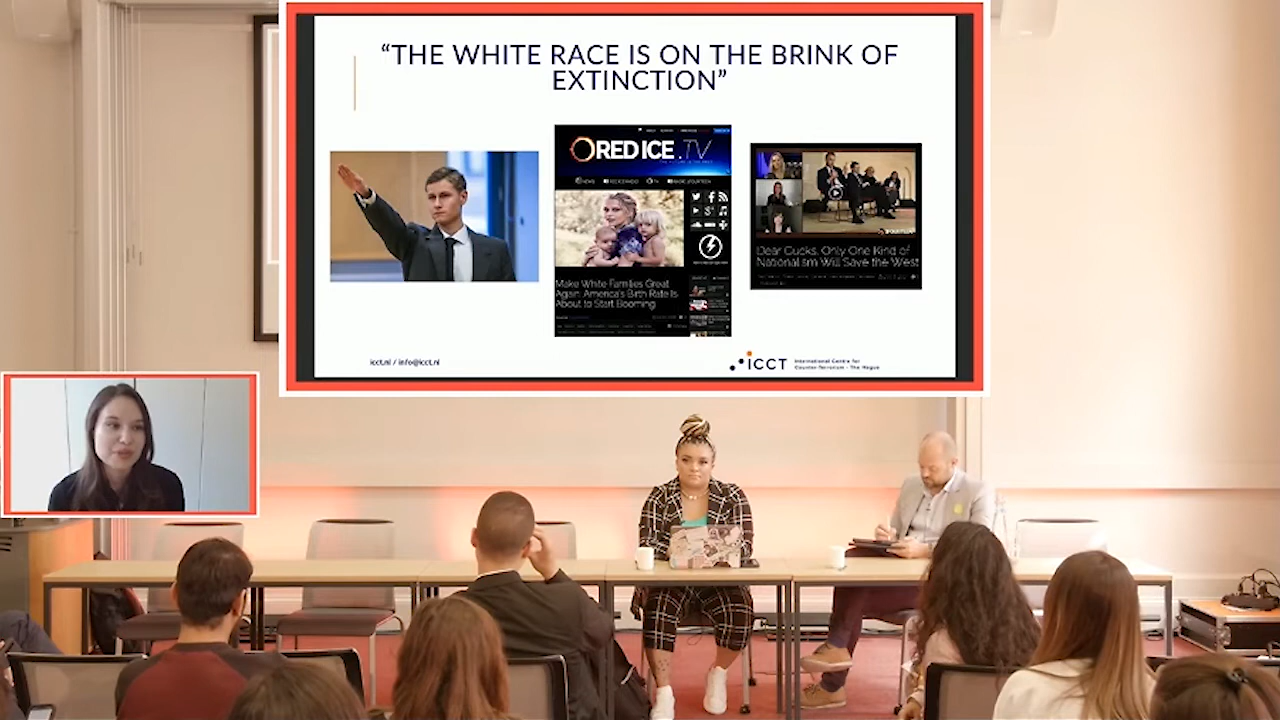 “THE WHITE RACE IS ON THE BRINK OF
EXTINCTION”
RED ICE.TV
Make White Families Great
Again: America's Birth Rate Is
About to Start Booming
Dear Cucks, Only One Kind of
Nationalism Will Save the West
icct.nl / info@icct.nl
ICCT
International Centre for
Counter-Terrorism - The Hague